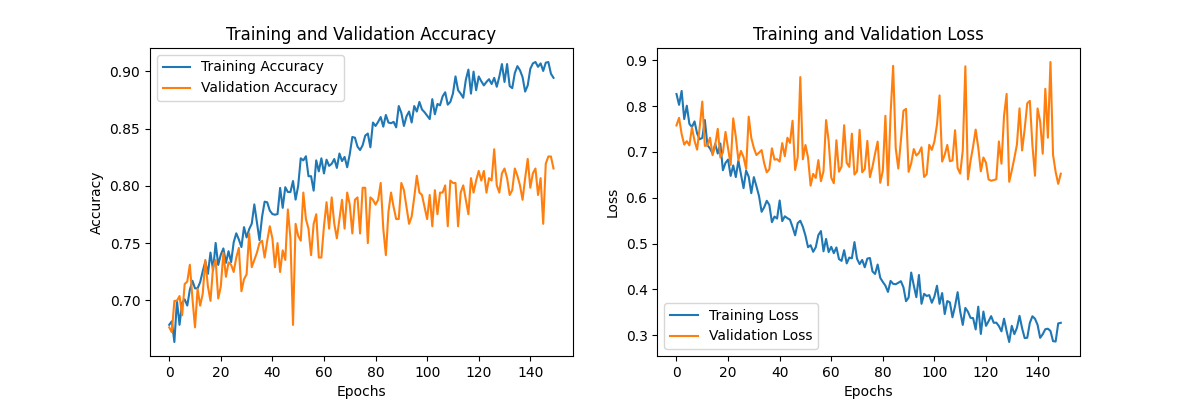 Training and Validation Accuracy
Training Accuracy
Validation Accuracy
0.90
0.85
0.80
0.75
0.70
Accuracy
0 20 40 60 80 100 120 140
Epochs
Training and Validation Loss
0.9
0.8
0.7
0.6
0.5
0.4
0.3
Loss
Training Loss
Validation Loss
0 20 40 60 80 100 120 140
Epochs